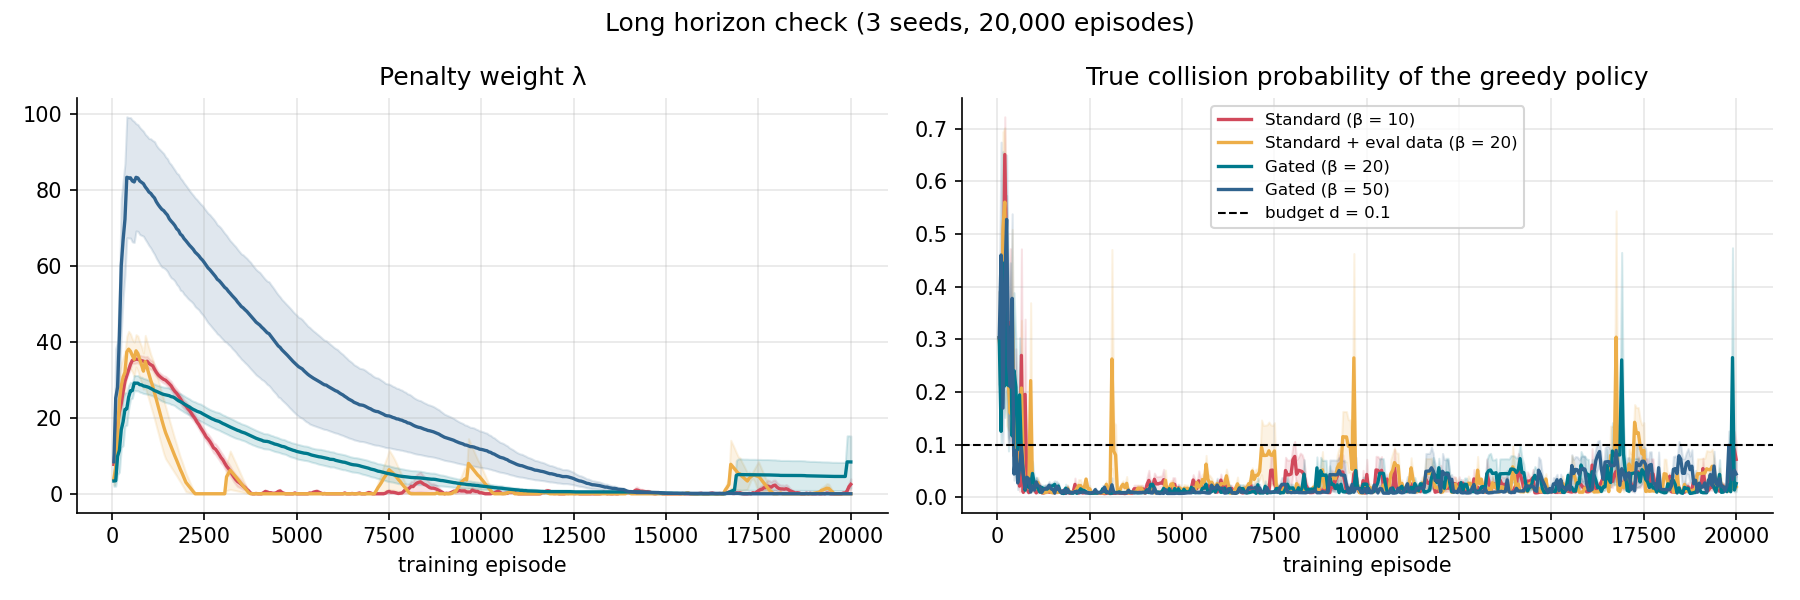 Long horizon check (3 seeds, 20,000 episodes)
Penalty weight λ
100
80
60
40
20
0
0 2500 5000 7500 10000 12500 15000 17500 20000
training episode
True collision probability of the greedy policy
0.7
0.6
0.5
0.4
0.3
0.2
0.1
0.0
Standard (β = 10)
Standard + eval data (β = 20)
Gated (β = 20)
Gated (β = 50)
budget d = 0.1
0 2500 5000 7500 10000 12500 15000 17500 20000
training episode